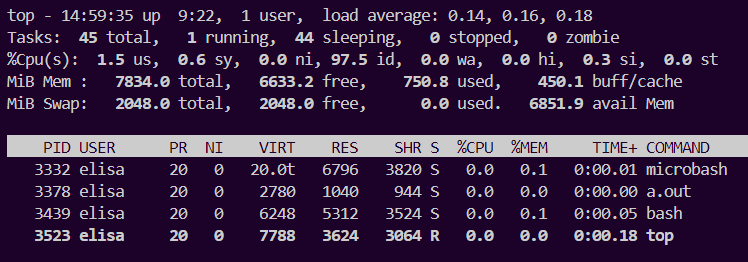 top - 14:59:35 up  9:22,  1 user,  load average: 0.14, 0.16, 0.18
Tasks:  45 total,   1 running,  44 sleeping,   0 stopped,   0 zombie
%Cpu(s):  1.5 us,  0.6 sy,  0.0 ni, 97.5 id,  0.0 wa,  0.0 hi,  0.3 si,  0.0 st
MiB Mem :   7834.0 total,   6633.2 free,    750.8 used,    450.1 buff/cache
MiB Swap:   2048.0 total,   2048.0 free,      0.0 used.   6851.9 avail Mem
PID USER      PR  NI    VIRT    RES    SHR S  %CPU  %MEM     TIME+ COMMAND
3332 elisa     20   0   20.0t   6796   3820 S   0.0   0.1   0:00.01 microbash
3378 elisa     20   0    2780   1040    944 S   0.0   0.0   0:00.00 a.out
3439 elisa     20   0    6248   5312   3524 S   0.0   0.1   0:00.05 bash
3523 elisa     20   0    7788   3624   3064 R   0.0   0.0   0:00.18 top